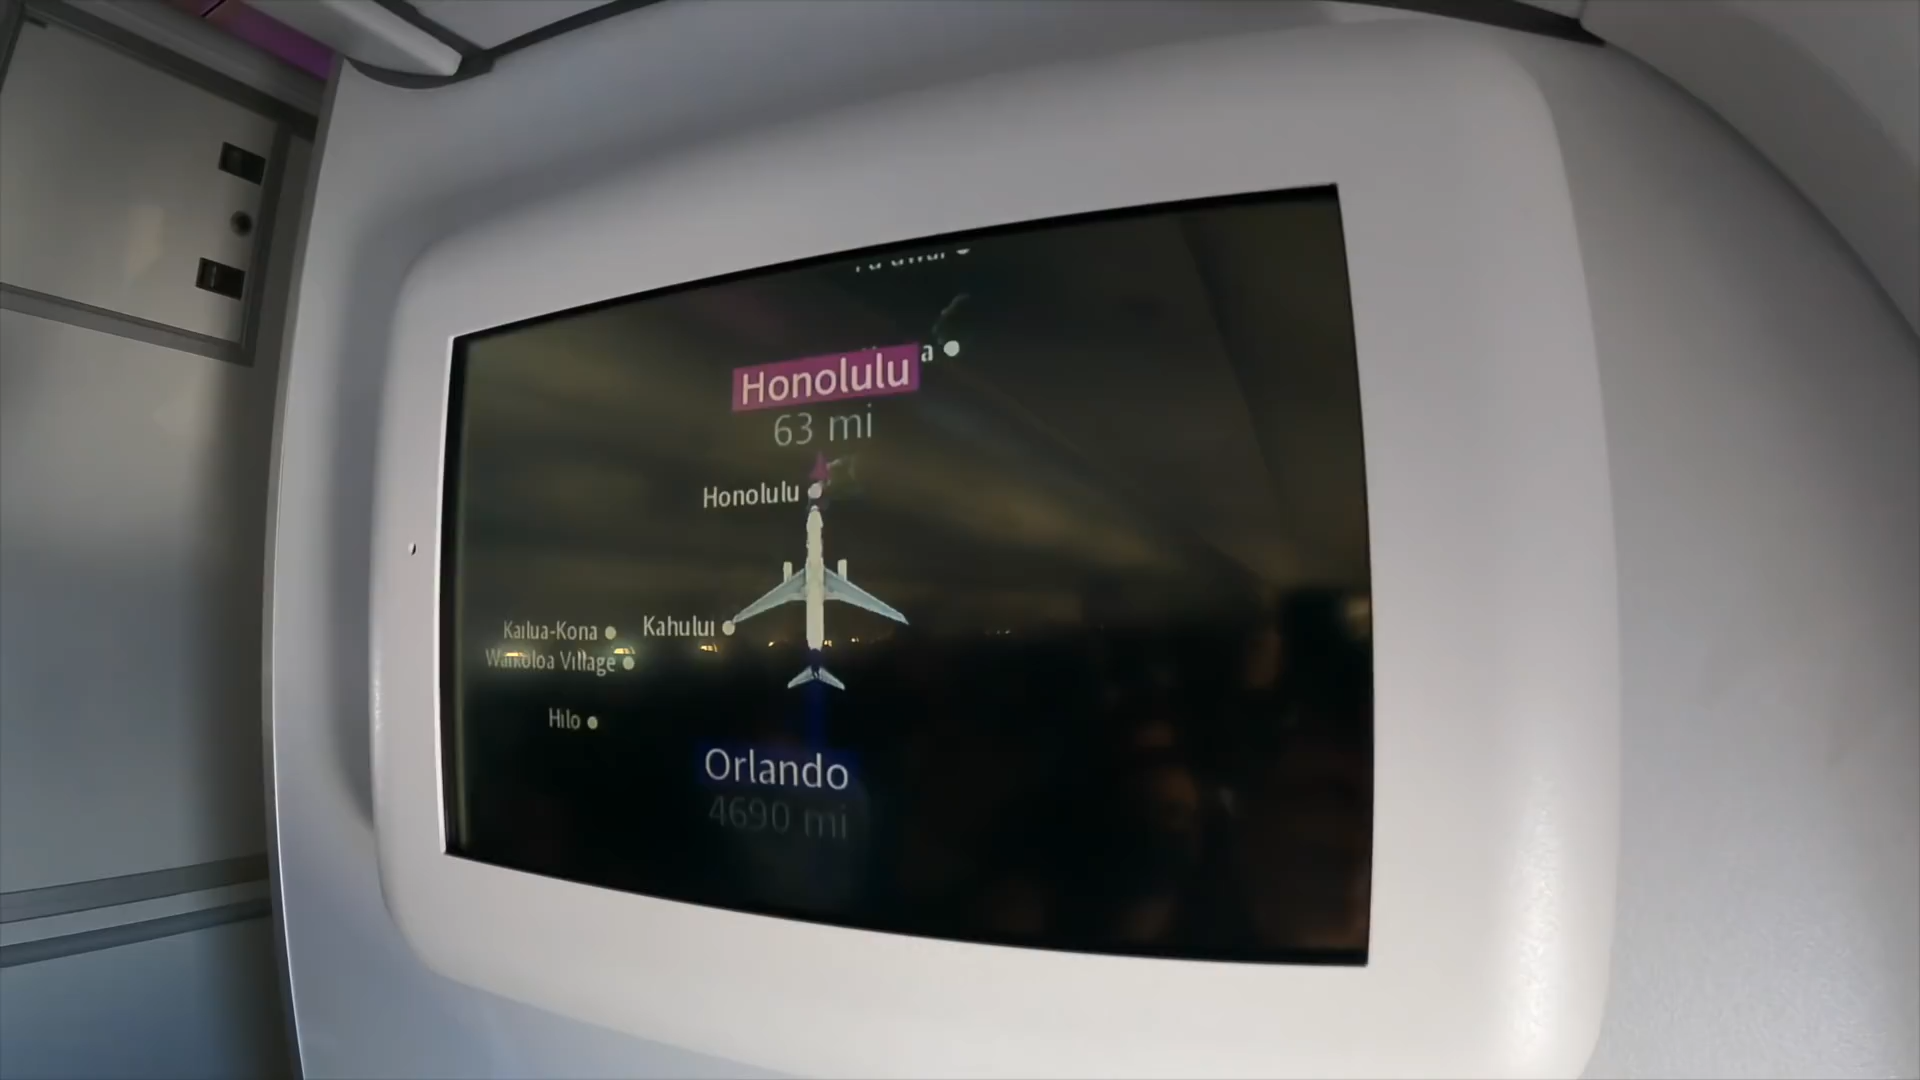 Honolulu
63 mi
Honolulu
Kailua-Kona
Kahului
Waikoloa Village
Hilo
Orlando
4690 mi